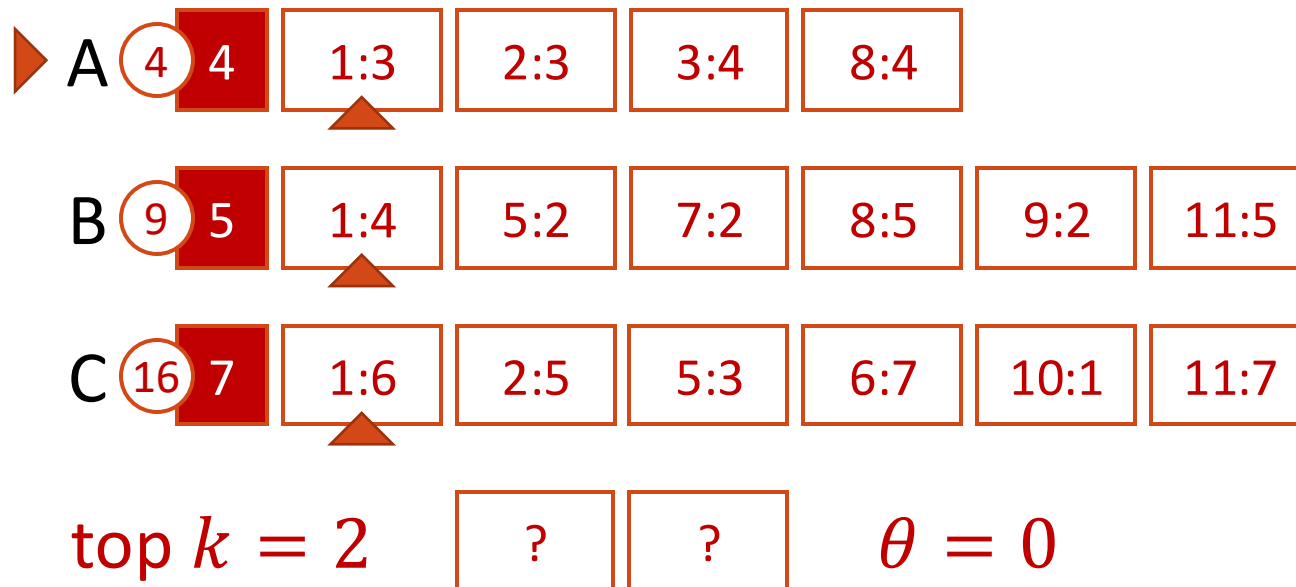 A 4 4 1:3 2:3 3:4 8:4
B 9 5 1:4 5:2 7:2 8:5 9:2 11:5
C 16 7 1:6 2:5 5:3 6:7 10:1 11:7
top k = 2 ? ? θ = 0